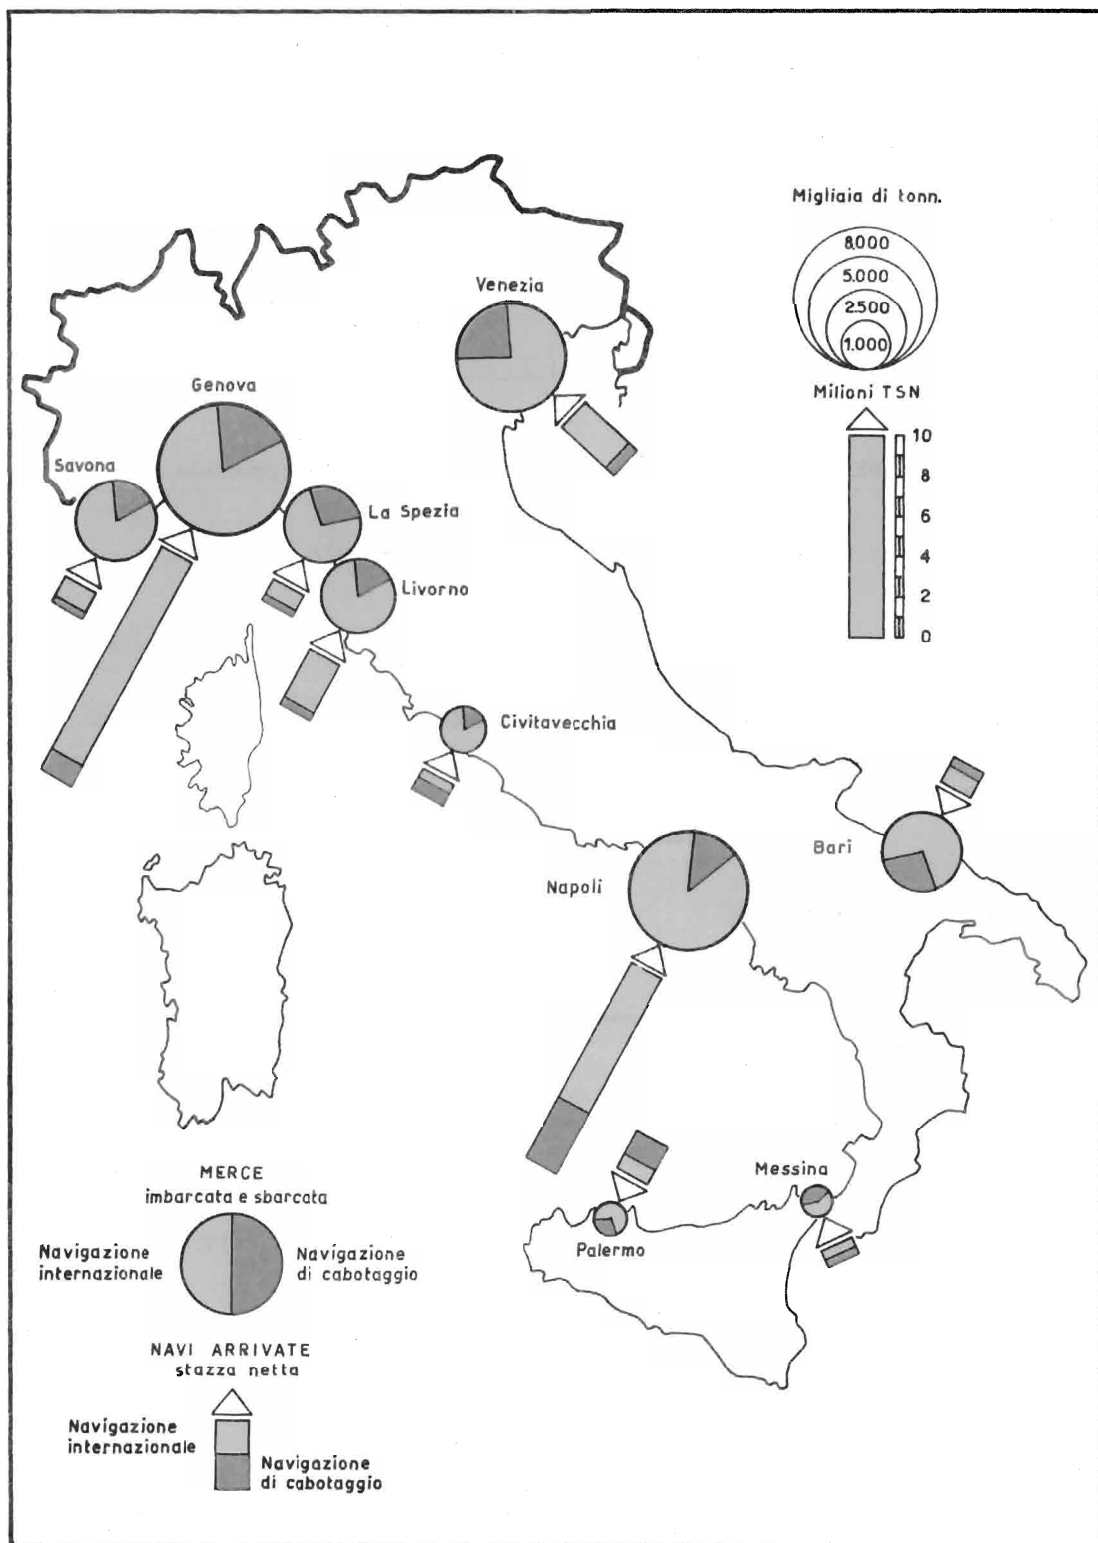 Migliaia di tonn.
8.000
5.000
2.500
1.000
Milioni TSN
10
8
6
4
2
0
Venezia
Genova
Savona
La Spezia
Livorno
Civitavecchia
Bari
Napoli
Messina
Palermo
MERCE
imbarcata e sbarcata
Navigazione
internazionale
Navigazione
di cabotaggio
NAVI ARRIVATE
stazza netta
Navigazione
internazionale
Navigazione
di cabotaggio